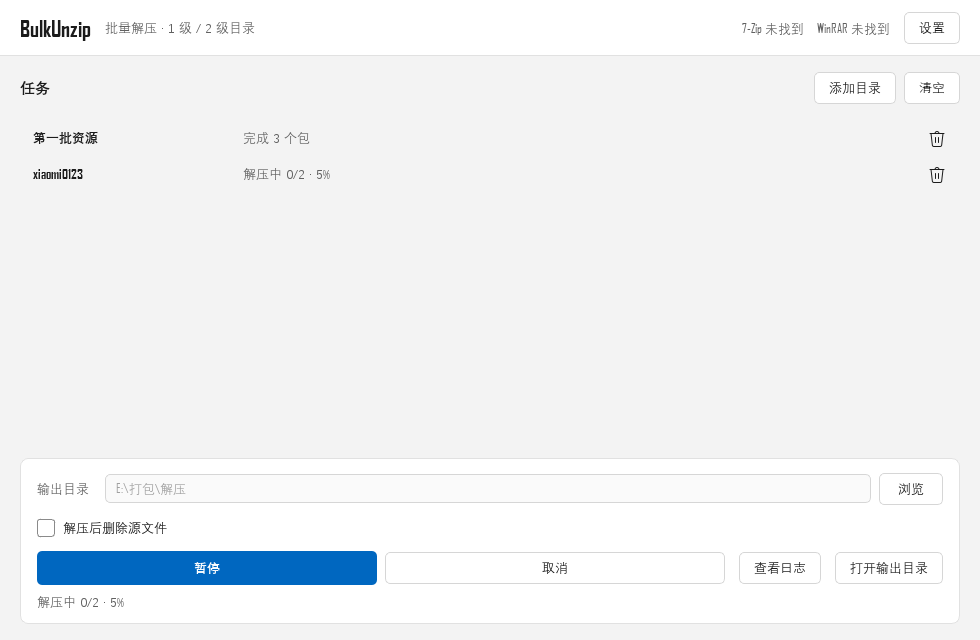 BulkUnzip 批量解压 · 1 级 / 2 级目录 7-Zip 未找到 WinRAR 未找到 设置
任务 添加目录 清空
第一批资源 完成 3 个包
xiaomi0123 解压中 0/2 · 5%
输出目录 E:\打包\解压 浏览
解压后删除源文件
暂停 取消 查看日志 打开输出目录
解压中 0/2 · 5%